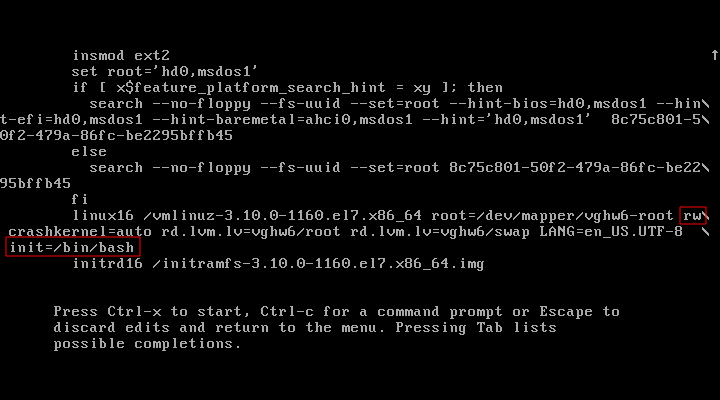 insmod ext2
set root='hd0,msdos1'
if [ x$feature_platform_search_hint = xy ]; then
search --no-floppy --fs-uuid --set=root --hint-bios=hd0,msdos1 --hin\
t-efi=hd0,msdos1 --hint-baremetal=ahci0,msdos1 --hint='hd0,msdos1'  8c75c801-5\
0f2-479a-86fc-be2295bffb45
else
search --no-floppy --fs-uuid --set=root 8c75c801-50f2-479a-86fc-be22\
95bffb45
fi
linux16 /vmlinuz-3.10.0-1160.el7.x86_64 root=/dev/mapper/vghw6-root rw\
crashkernel=auto rd.lvm.lv=vghw6/root rd.lvm.lv=vghw6/swap LANG=en_US.UTF-8 \
init=/bin/bash
initrd16 /initramfs-3.10.0-1160.el7.x86_64.img
Press Ctrl-x to start, Ctrl-c for a command prompt or Escape to
discard edits and return to the menu. Pressing Tab lists
possible completions.